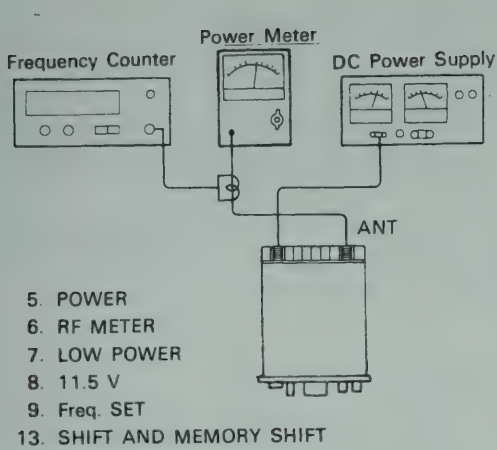 Power Meter
Frequency Counter
DC Power Supply
ANT
5. POWER
6. RF METER
7. LOW POWER
8. 11.5 V
9. Freq. SET
13. SHIFT AND MEMORY SHIFT